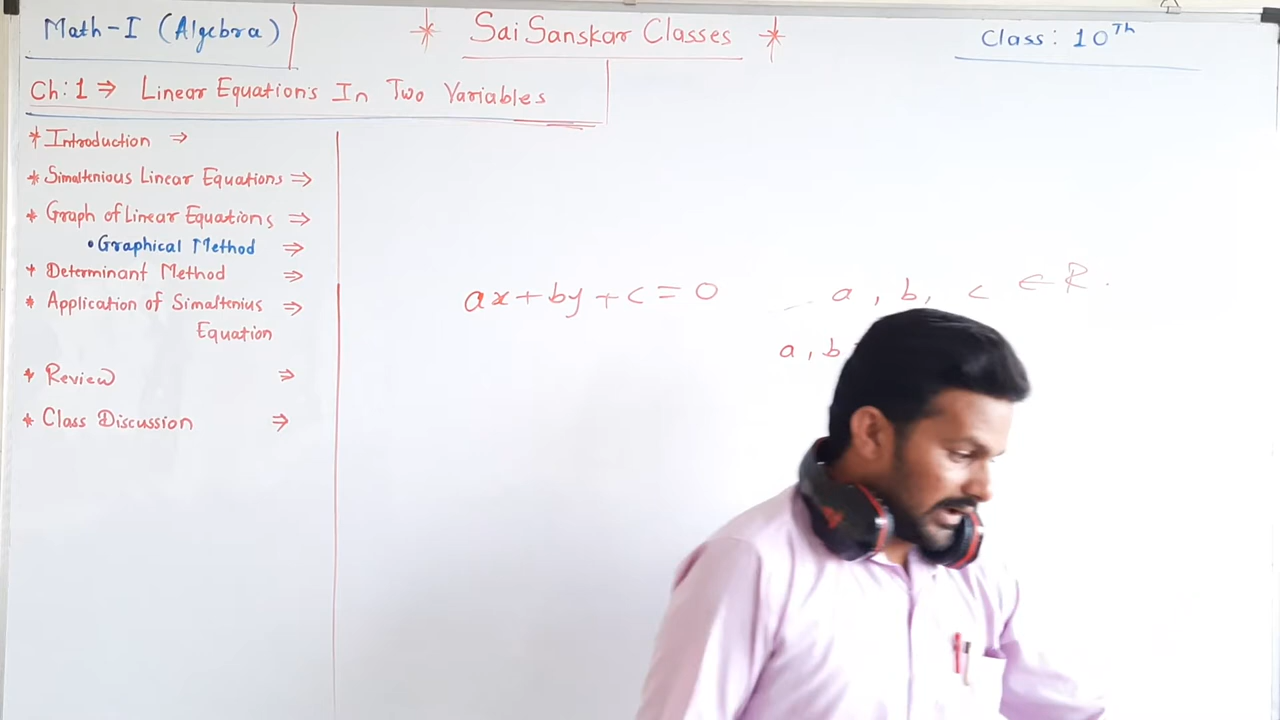 Math-I (Algebra)
* Sai Sanskar Classes *
Class: 10Th
Ch:1 ⇒ Linear Equations In Two Variables
* Introduction ⇒
* Simaltenious Linear Equations ⇒
* Graph of Linear Equations ⇒
• Graphical Method ⇒
* Determinant Method ⇒
* Application of Simaltenius ⇒
Equation
* Review ⇒
* Class Discussion ⇒
ax + by + c = 0
a, b, c ∈ R.
a, b